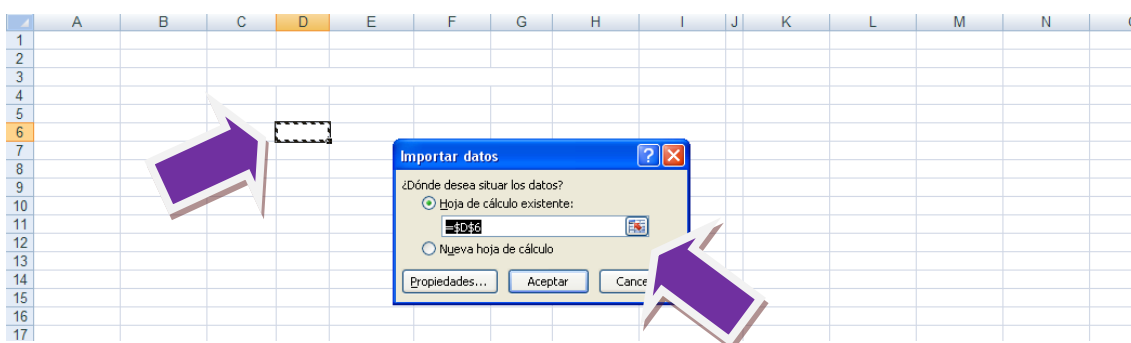 A B C D E F G H I J K L M N
1
2
3
4
5
6
7
Importar datos
8
9
¿Dónde desea situar los datos?
10
Hoja de cálculo existente:
11
=$D$6
12
Nueva hoja de cálculo
13
14
Propiedades... Aceptar
15
16
17